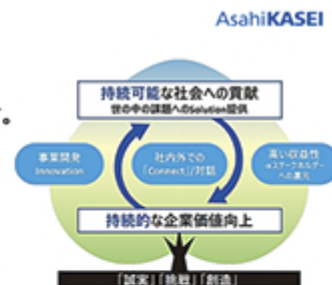 AsahiKASEI
。
持続可能な社会への貢献
世の中の課題へのSolution提供
事業開発
Innovation
社内外での
「Connect」/対話
高い収益性
⇒ステークホルダー
への還元
持続的な企業価値向上
「誠実」「挑戦」「創造」